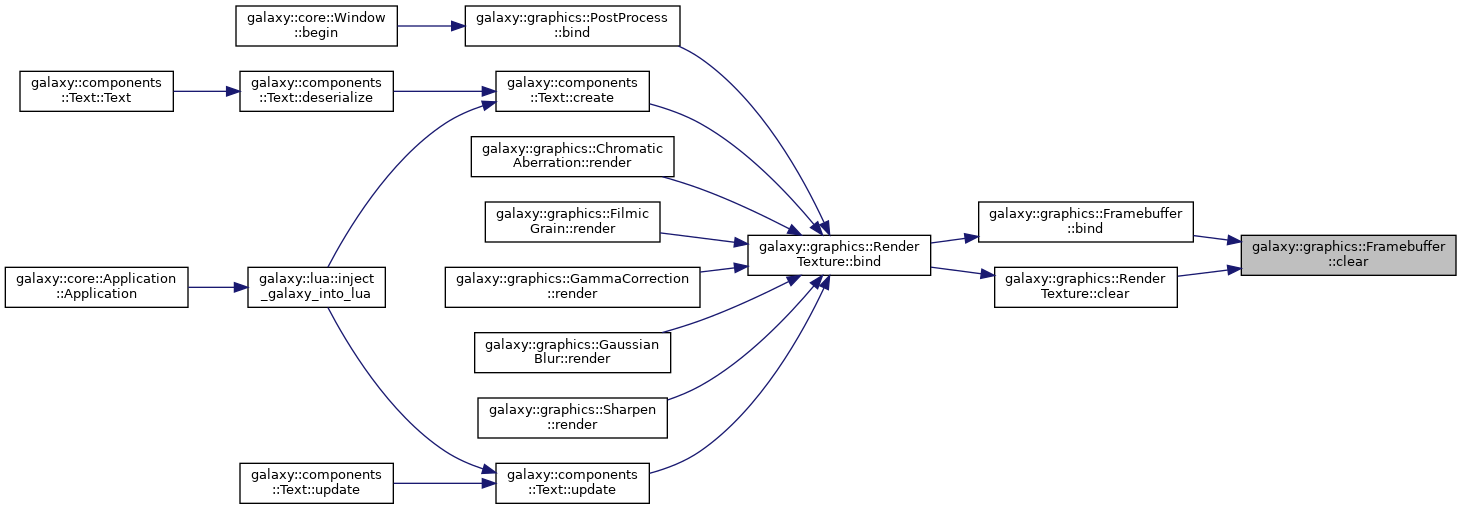 galaxy::core::Window
::begin
galaxy::graphics::PostProcess
::bind
galaxy::components
::Text::Text
galaxy::components
::Text::deserialize
galaxy::components
::Text::create
galaxy::graphics::Chromatic
Aberration::render
galaxy::graphics::Filmic
Grain::render
galaxy::graphics::Framebuffer
::bind
galaxy::graphics::Render
Texture::bind
galaxy::graphics::Framebuffer
::clear
galaxy::core::Application
::Application
galaxy::lua::inject
_galaxy_into_lua
galaxy::graphics::GammaCorrection
::render
galaxy::graphics::Render
Texture::clear
galaxy::graphics::Gaussian
Blur::render
galaxy::graphics::Sharpen
::render
galaxy::components
::Text::update
galaxy::components
::Text::update